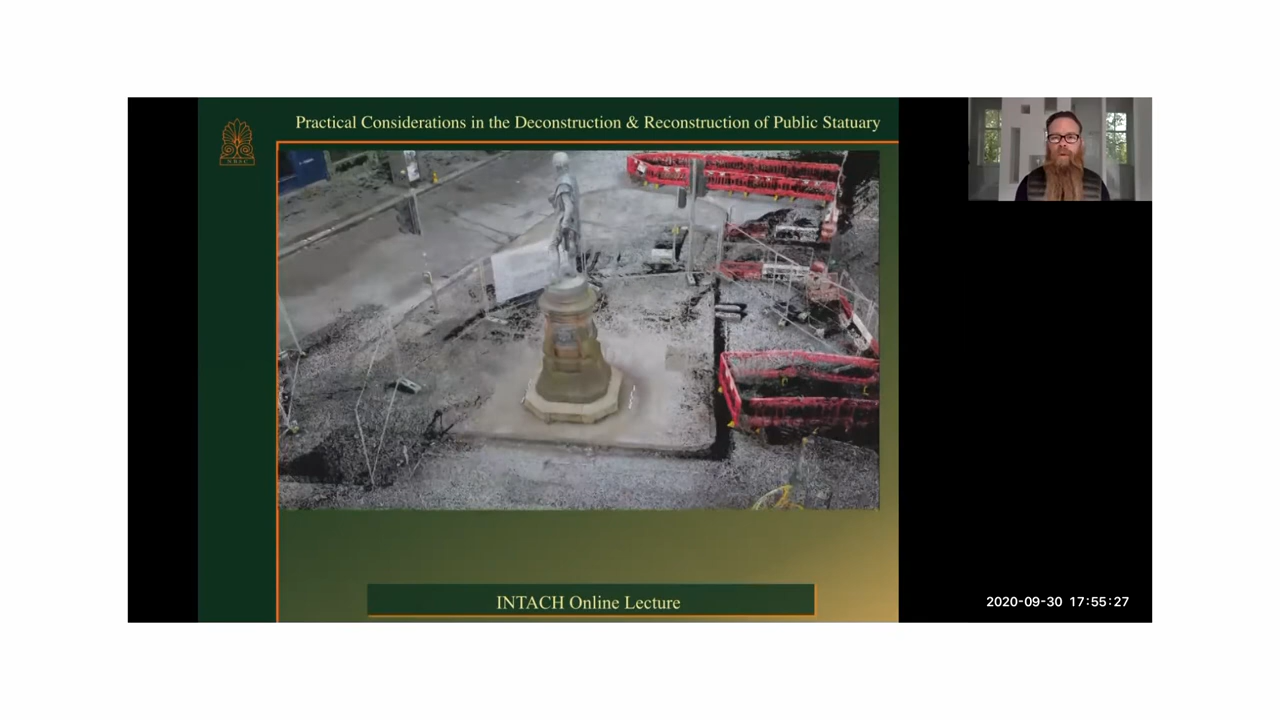 Practical Considerations in the Deconstruction & Reconstruction of Public Statuary
INTACH Online Lecture
2020-09-30 17:55:27